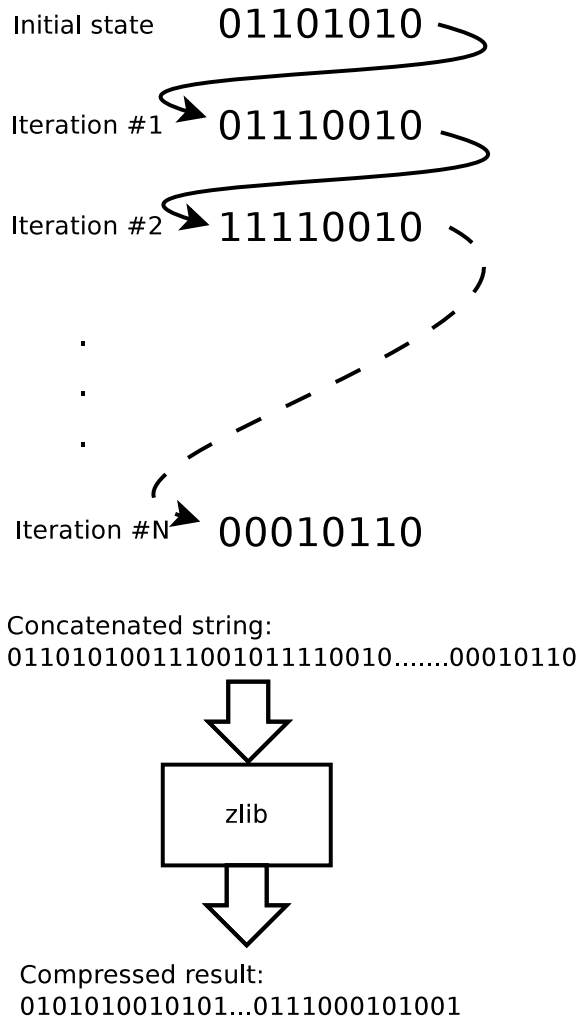 Initial state 01101010
Iteration #1 01110010
Iteration #2 11110010
.
.
.
Iteration #N 00010110
Concatenated string:
011010100111001011110010.......00010110
zlib
Compressed result:
0101010010101...0111000101001